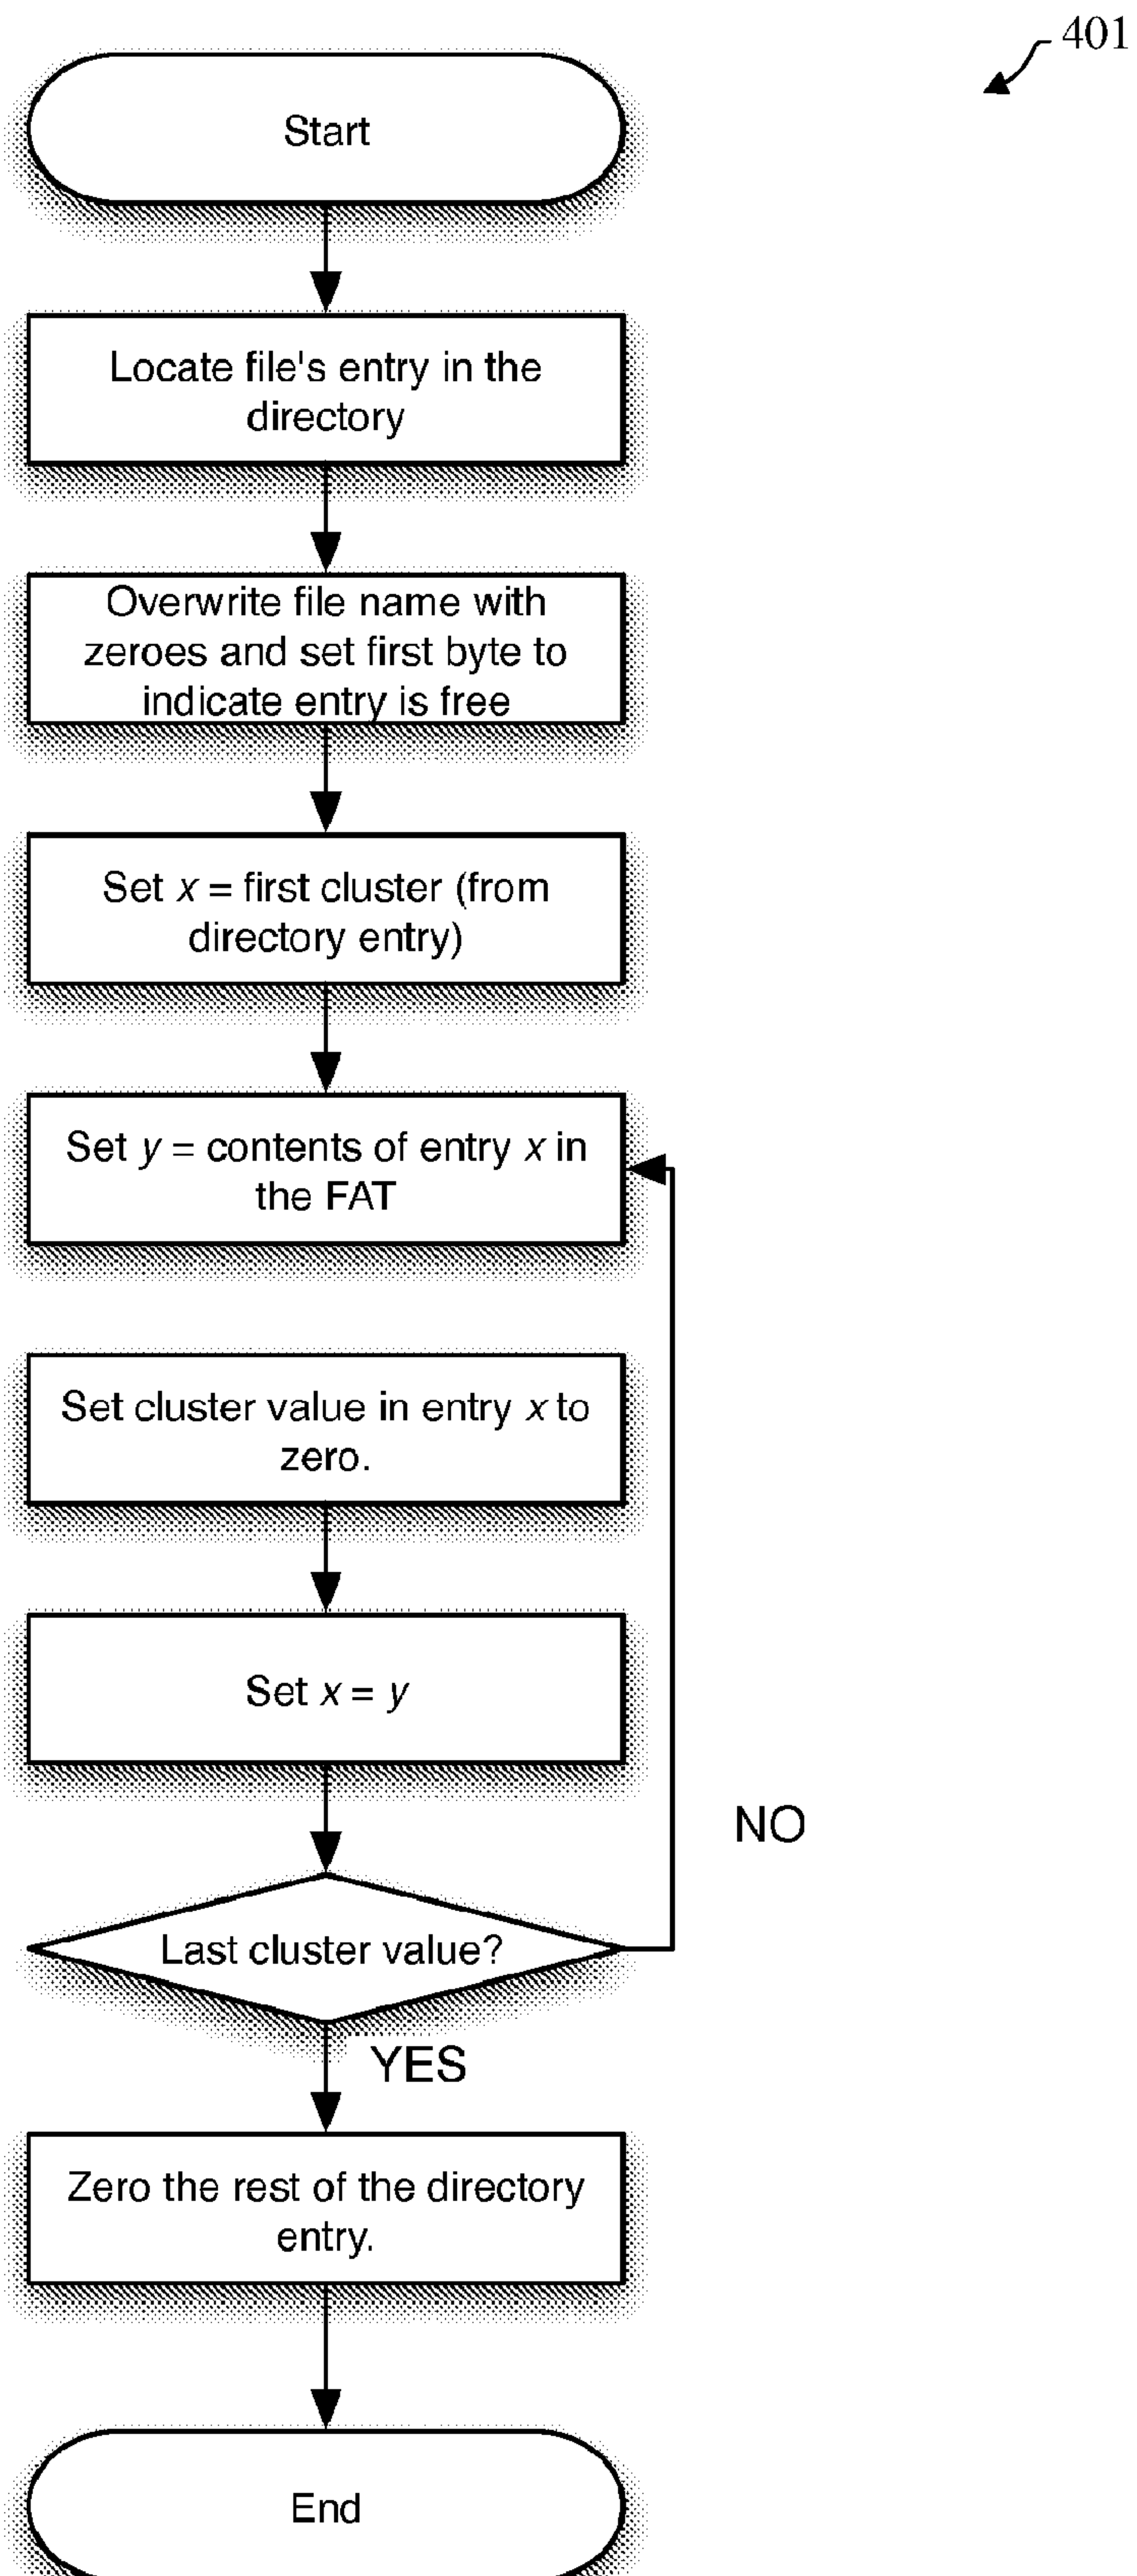 401
Start
Locate file's entry in the
directory
Overwrite file name with
zeroes and set first byte to
indicate entry is free
Set x = first cluster (from
directory entry)
Set y = contents of entry x in
the FAT
Set cluster value in entry x to
zero.
Set x = y
NO
Last cluster value?
YES
Zero the rest of the directory
entry.
End